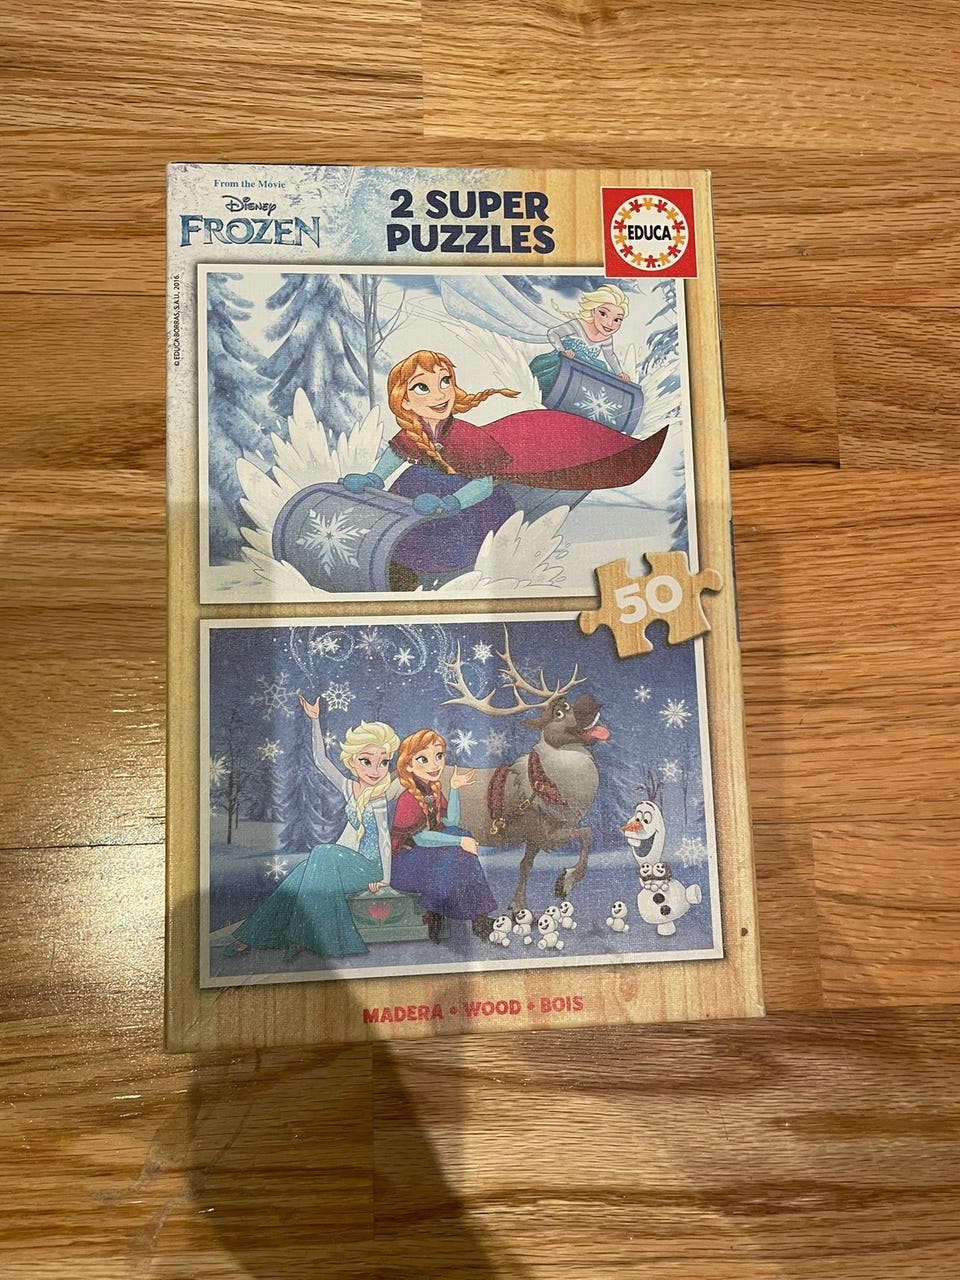 From the Movie
Disney
FROZEN
2 SUPER
PUZZLES
EDUCA
© EDUCA BORRAS, S.A.U. 2016.
50
MADERA • WOOD • BOIS